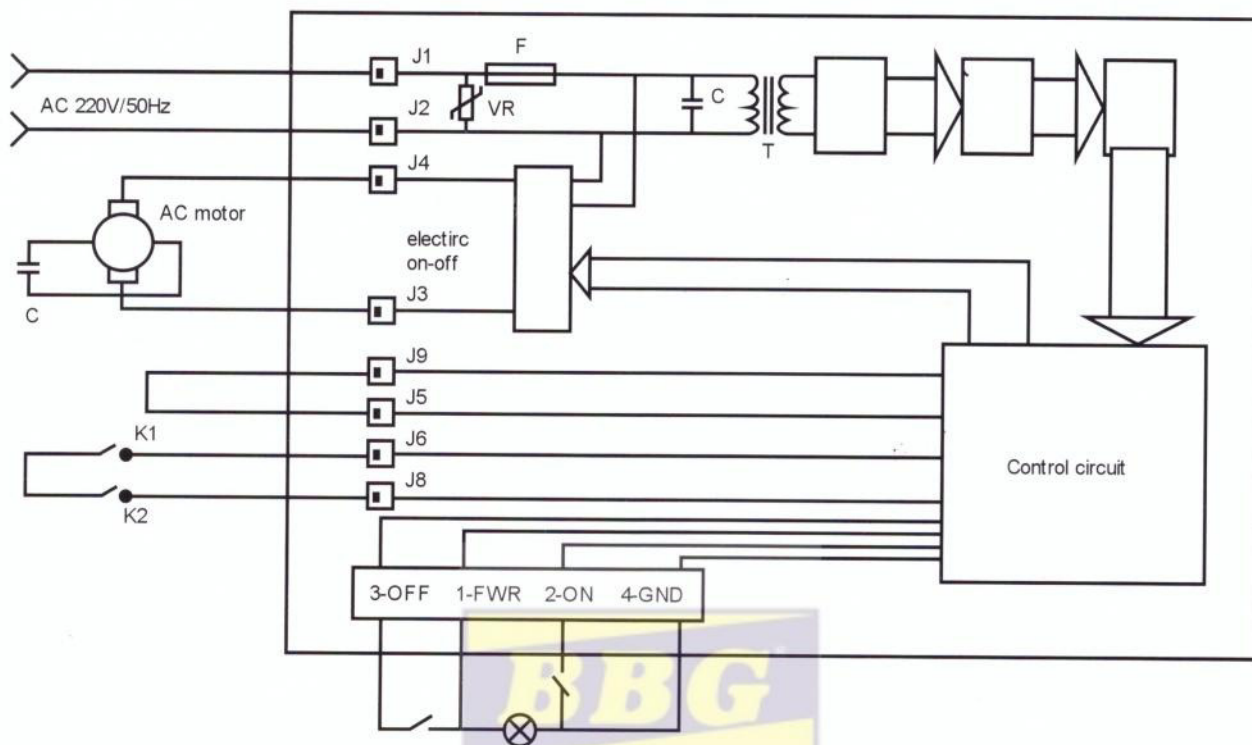 J1
F
AC 220V/50Hz
J2
VR
C
T
J4
AC motor
electirc
on-off
C
J3
J9
J5
K1
J6
Control circuit
J8
K2
3-OFF 1-FWR 2-ON 4-GND
BBG